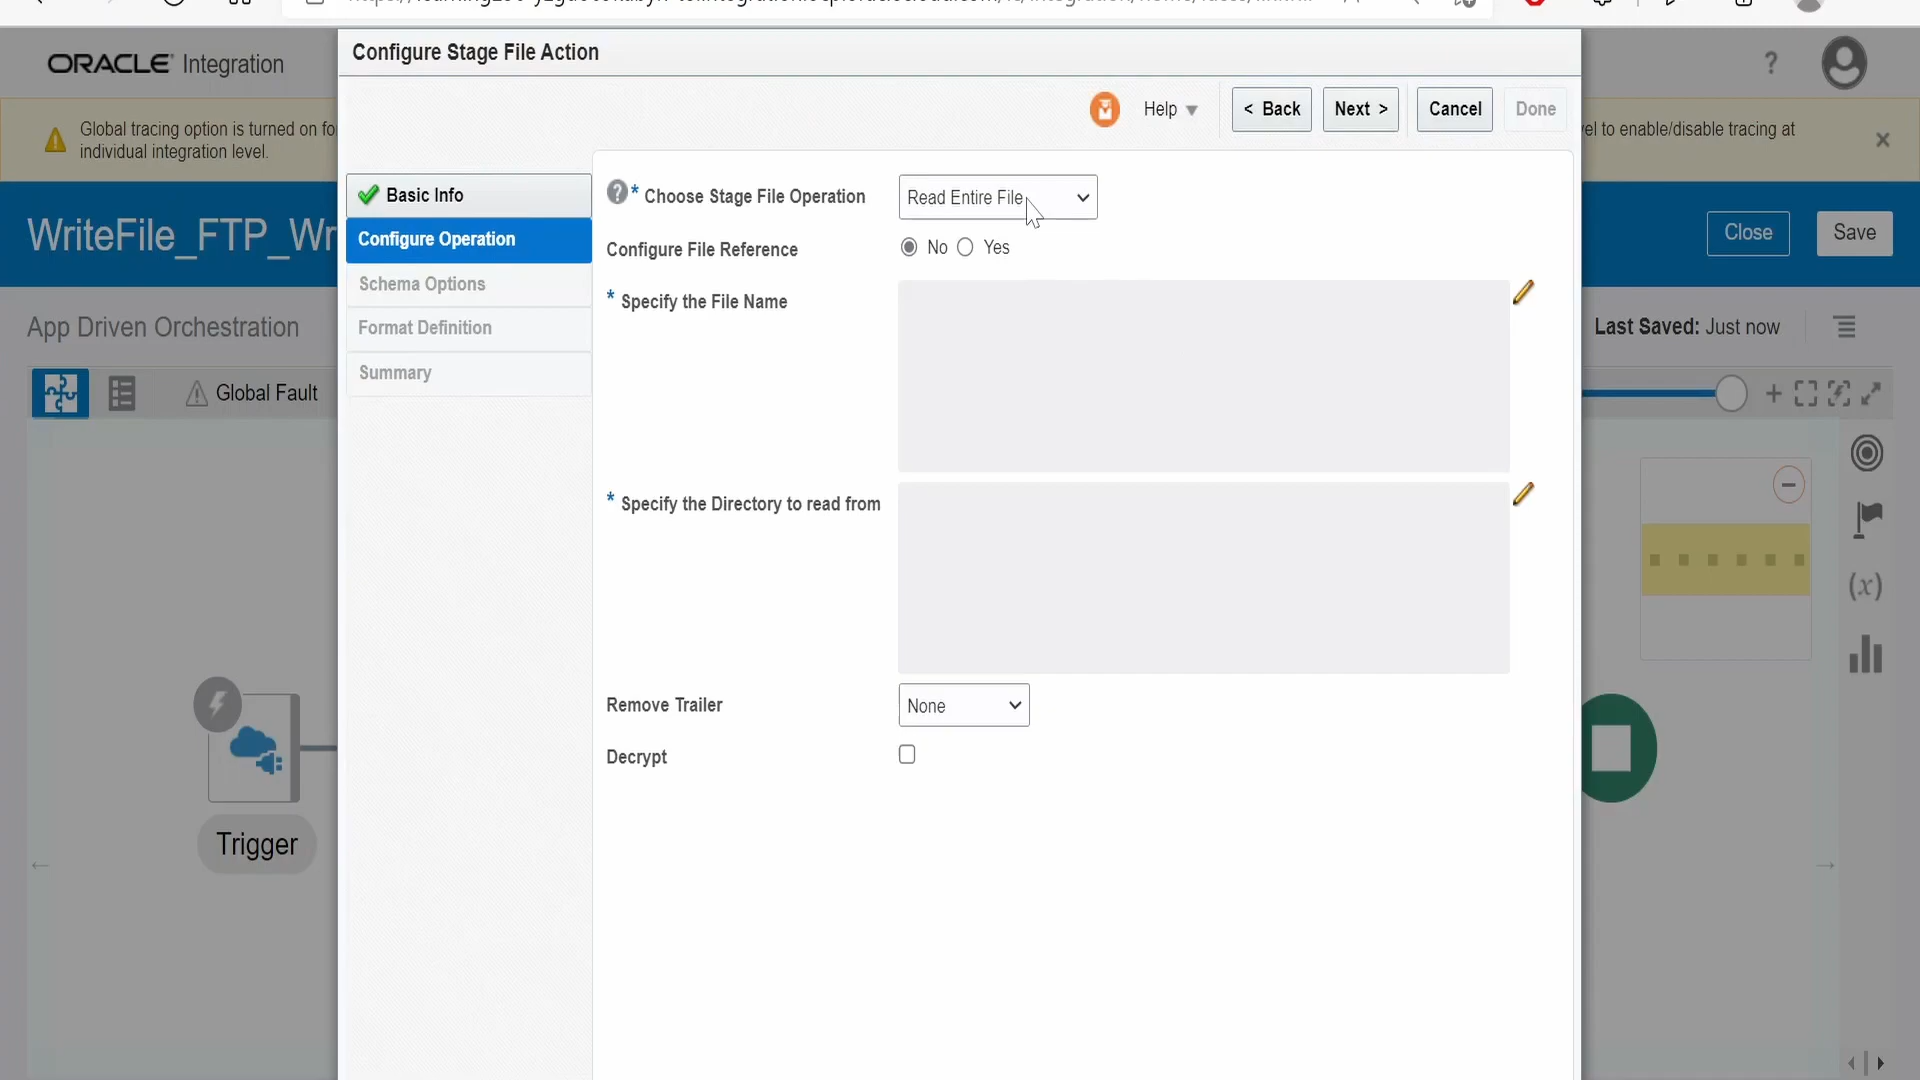 Configure Stage File Action
ORACLE Integration
?
Help
< Back
Next >
Cancel
Done
Global tracing option is turned on fo
individual integration level.
el to enable/disable tracing at
Basic Info
Configure Operation
Schema Options
Format Definition
Summary
? * Choose Stage File Operation
Read Entire File
Configure File Reference
No
Yes
* Specify the File Name
* Specify the Directory to read from
Remove Trailer
None
Decrypt
WriteFile_FTP_Wr
Close
Save
App Driven Orchestration
Last Saved: Just now
Global Fault
(x)
Trigger